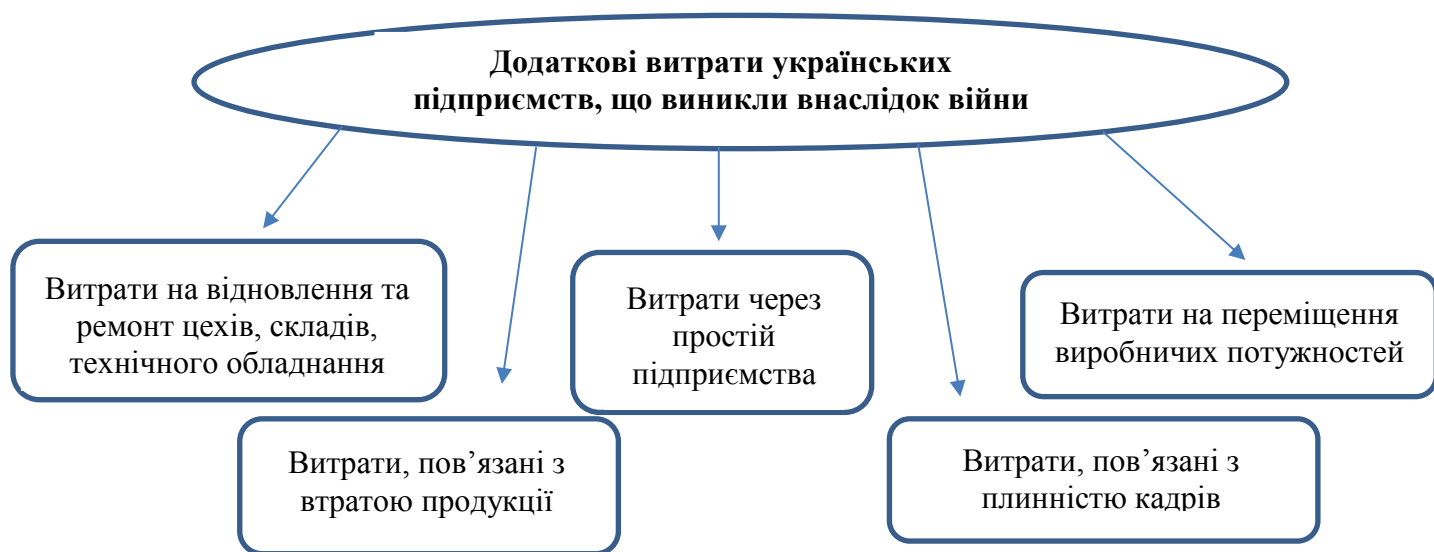 Додаткові витрати українських
підприємств, що виникли внаслідок війни
Витрати на відновлення та
ремонт цехів, складів,
технічного обладнання
Витрати через
простій
підприємства
Витрати на переміщення
виробничих потужностей
Витрати, пов’язані з
втратою продукції
Витрати, пов’язані з
плинністю кадрів